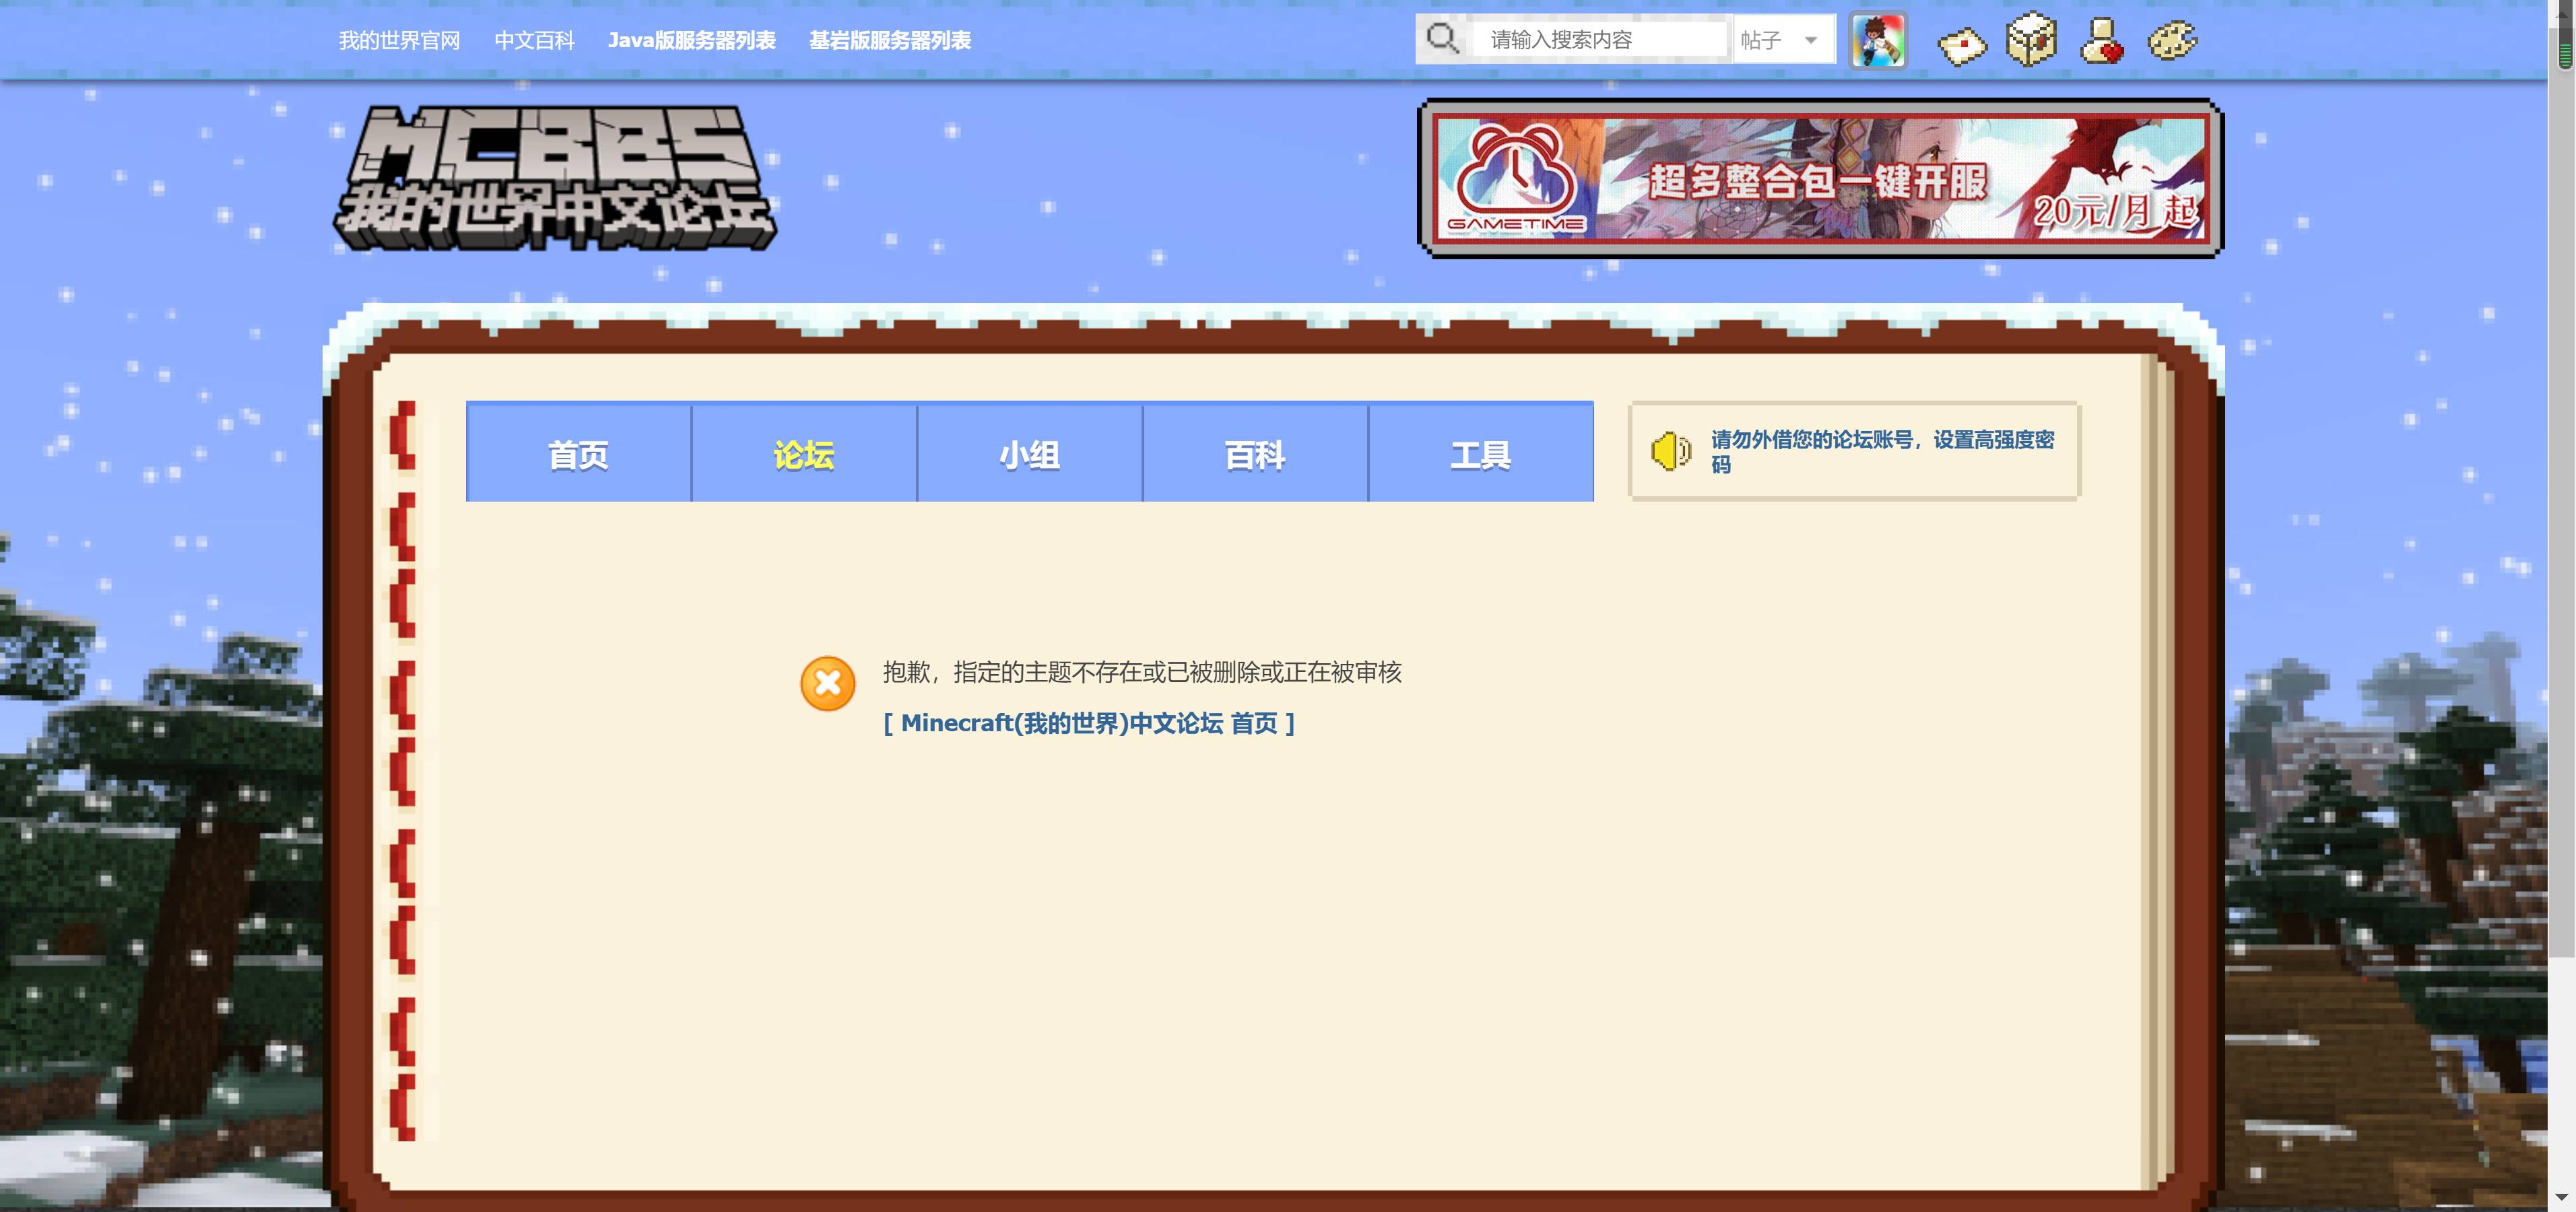 我的世界官网 中文百科 Java版服务器列表 基岩版服务器列表 请输入搜索内容 帖子
MCBBS
我的世界中文论坛
GAMETIME
超多整合包一键开服
20元/月 起
首页 论坛 小组 百科 工具
请勿外借您的论坛账号，设置高强度密
码
抱歉，指定的主题不存在或已被删除或正在被审核
[ Minecraft(我的世界)中文论坛 首页 ]